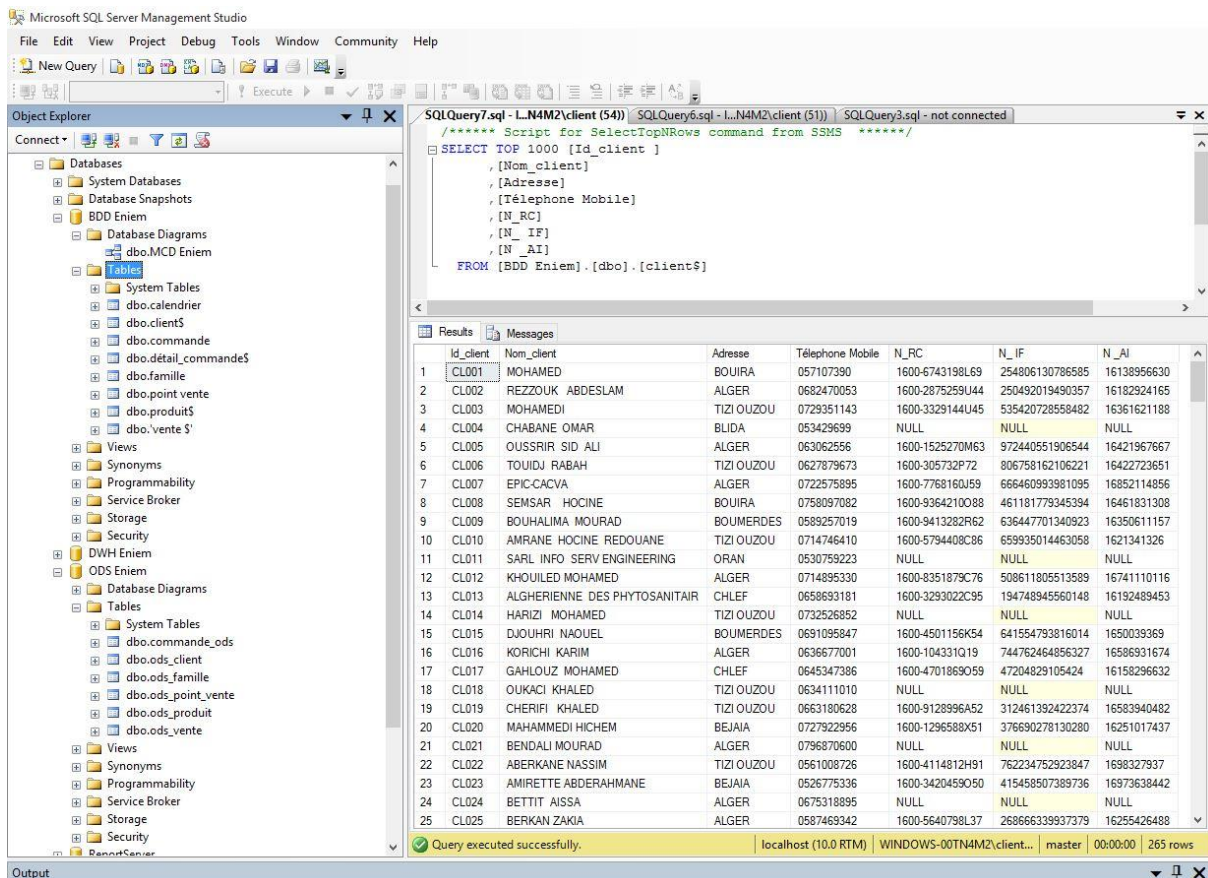 Microsoft SQL Server Management Studio
File Edit View Project Debug Tools Window Community Help
New Query
Execute
Object Explorer
Connect
Databases
System Databases
Database Snapshots
BDD Eniem
Database Diagrams
dbo.MCD Eniem
Tables
System Tables
dbo.calendrier
dbo.client$
dbo.commande
dbo.détail_commande$
dbo.famille
dbo.point vente
dbo.produit$
dbo.'vente $'
Views
Synonyms
Programmability
Service Broker
Storage
Security
DWH Eniem
ODS Eniem
Database Diagrams
Tables
System Tables
dbo.commande_ods
dbo.ods_client
dbo.ods_famille
dbo.ods_point_vente
dbo.ods_produit
dbo.ods_vente
Views
Synonyms
Programmability
Service Broker
Storage
Security
ReportServer
SQLQuery7.sql - l...N4M2\client (54)) SQLQuery6.sql - l...N4M2\client (51)) SQLQuery3.sql - not connected
/****** Script for SelectTopNRows command from SSMS ******/
SELECT TOP 1000 [Id_client ]
,[Nom_client]
,[Adresse]
,[Télephone Mobile]
,[N_RC]
,[N_ IF]
,[N _AI]
FROM [BDD Eniem].[dbo].[client$]
Results Messages
Id_client Nom_client Adresse Télephone Mobile N_RC N_ IF N _AI
1 CL001 MOHAMED BOUIRA 057107390 1600-6743198L69 254806130786585 16138956630
2 CL002 REZZOUK ABDESLAM ALGER 0682470053 1600-2875259U44 250492019490357 16182924165
3 CL003 MOHAMEDI TIZI OUZOU 0729351143 1600-3329144U45 535420728558482 16361621188
4 CL004 CHABANE OMAR BLIDA 053429699 NULL NULL NULL
5 CL005 OUSSRIR SID ALI ALGER 063062556 1600-1525270M63 972440551906544 16421967667
6 CL006 TOUIDJ RABAH TIZI OUZOU 0627879673 1600-305732P72 806758162106221 16422723651
7 CL007 EPIC-CACVA ALGER 0722575895 1600-7768160J59 666460993981095 16852114856
8 CL008 SEMSAR HOCINE BOUIRA 0758097082 1600-9364210O88 461181779345394 16461831308
9 CL009 BOUHALIMA MOURAD BOUMERDES 0589257019 1600-9413282R62 636447701340923 16350611157
10 CL010 AMRANE HOCINE REDOUANE TIZI OUZOU 0714746410 1600-5794408C86 659935014463058 1621341326
11 CL011 SARL INFO SERV ENGINEERING ORAN 0530759223 NULL NULL NULL
12 CL012 KHOUILED MOHAMED ALGER 0714895330 1600-8351879C76 508611805513589 16741110116
13 CL013 ALGHERIENNE DES PHYTOSANITAIR CHLEF 0658693181 1600-3293022C95 194748945560148 16192489453
14 CL014 HARIZI MOHAMED TIZI OUZOU 0732526852 NULL NULL NULL
15 CL015 DJOUHRI NAOUEL BOUMERDES 0691095847 1600-4501156K54 641554793816014 1650039369
16 CL016 KORICHI KARIM ALGER 0636677001 1600-104331Q19 744762464856327 16586931674
17 CL017 GAHLOUZ MOHAMED CHLEF 0645347386 1600-4701869O59 47204829105424 16158296632
18 CL018 OUKACI KHALED TIZI OUZOU 0634111010 NULL NULL NULL
19 CL019 CHERIFI KHALED TIZI OUZOU 0663180628 1600-9128996A52 312461392422374 16583940482
20 CL020 MAHAMMEDI HICHEM BEJAIA 0727922956 1600-1296588X51 376690278130280 16251017437
21 CL021 BENDALI MOURAD ALGER 0796870600 NULL NULL NULL
22 CL022 ABERKANE NASSIM TIZI OUZOU 0561008726 1600-4114812H91 762234752923847 1698327937
23 CL023 AMIRETTE ABDERAHMANE BEJAIA 0526775336 1600-3420459O50 415458507389736 16973638442
24 CL024 BETTIT AISSA ALGER 0675318895 NULL NULL NULL
25 CL025 BERKAN ZAKIA ALGER 0587469342 1600-5640798L37 268666339937379 16255426488
Query executed successfully. localhost (10.0 RTM) WINDOWS-00TN4M2\client... master 00:00:00 265 rows
Output